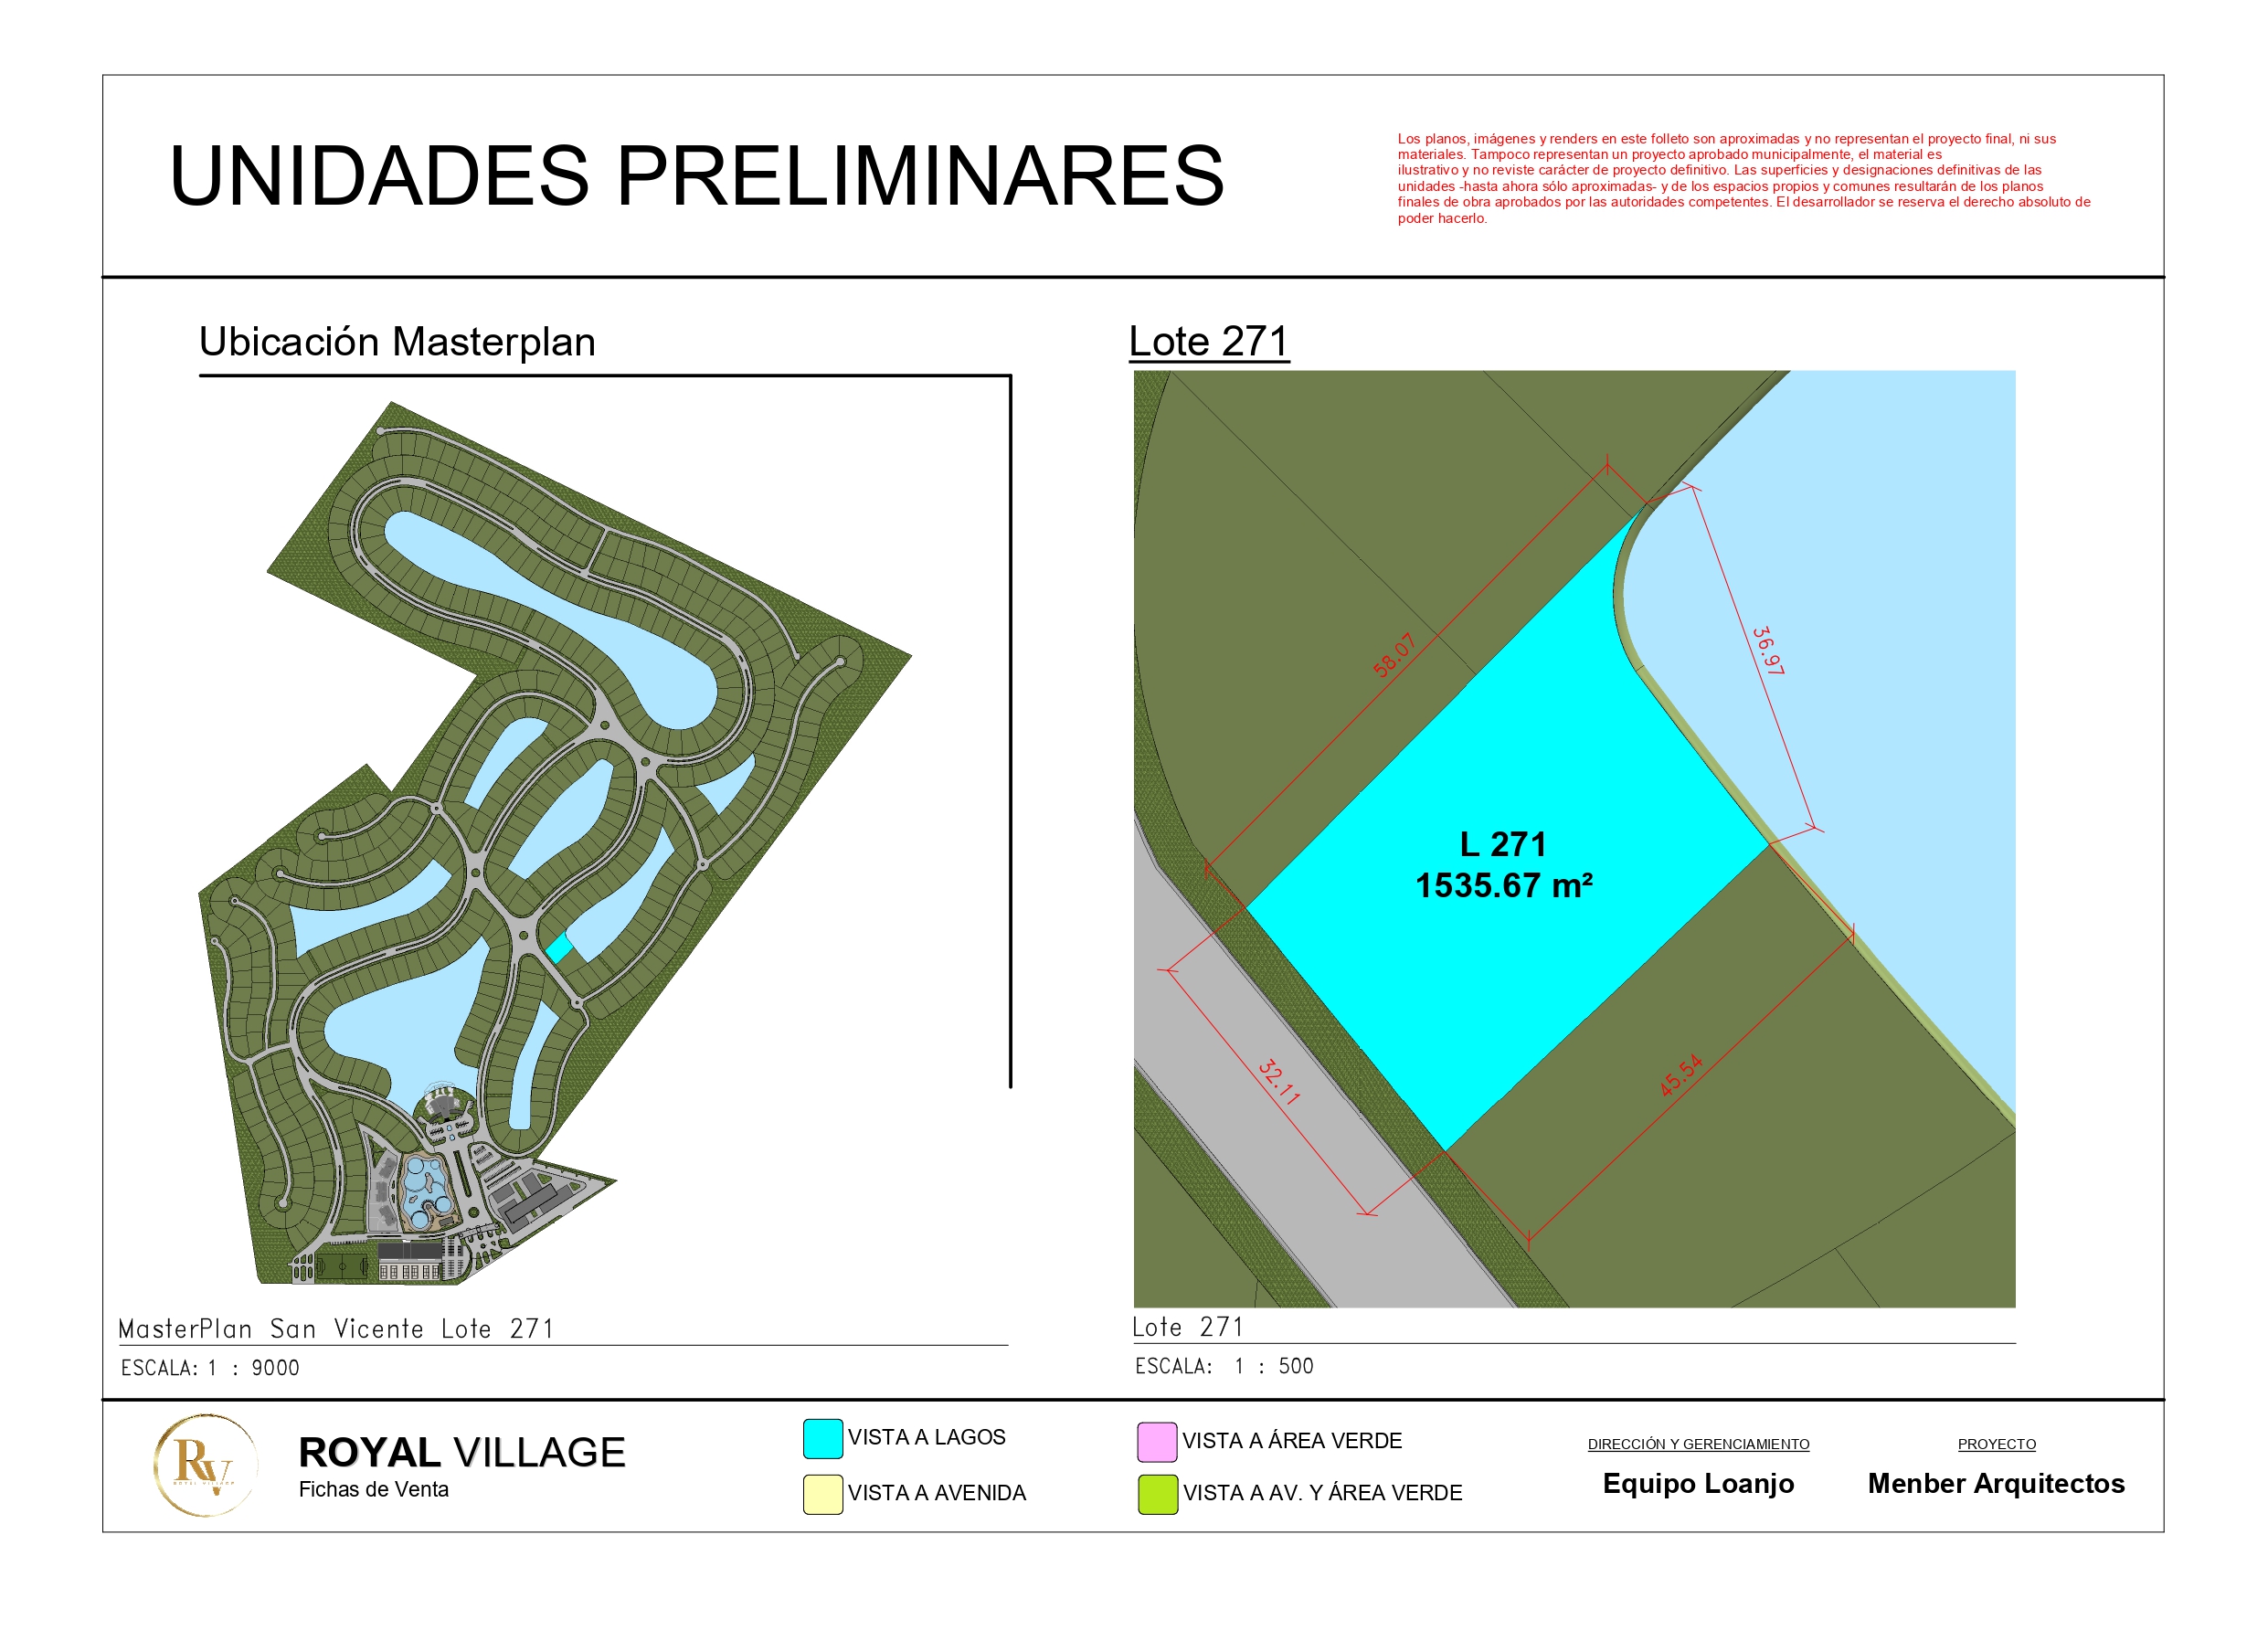 UNIDADES PRELIMINARES
Los planos, imágenes y renders en este folleto son aproximadas y no representan el proyecto final, ni sus
materiales. Tampoco representan un proyecto aprobado municipalmente, el material es
ilustrativo y no reviste carácter de proyecto definitivo. Las superficies y designaciones definitivas de las
unidades -hasta ahora sólo aproximadas- y de los espacios propios y comunes resultarán de los planos
finales de obra aprobados por las autoridades competentes. El desarrollador se reserva el derecho absoluto de
poder hacerlo.
Ubicación Masterplan
Lote 271
58.07
36.97
L 271
1535.67 m²
32.11
45.54
MasterPlan San Vicente Lote 271
ESCALA: 1 : 9000
Lote 271
ESCALA: 1 : 500
RV
ROYAL VILLAGE
ROYAL VILLAGE
Fichas de Venta
VISTA A LAGOS
VISTA A AVENIDA
VISTA A ÁREA VERDE
VISTA A AV. Y ÁREA VERDE
DIRECCIÓN Y GERENCIAMIENTO
Equipo Loanjo
PROYECTO
Menber Arquitectos